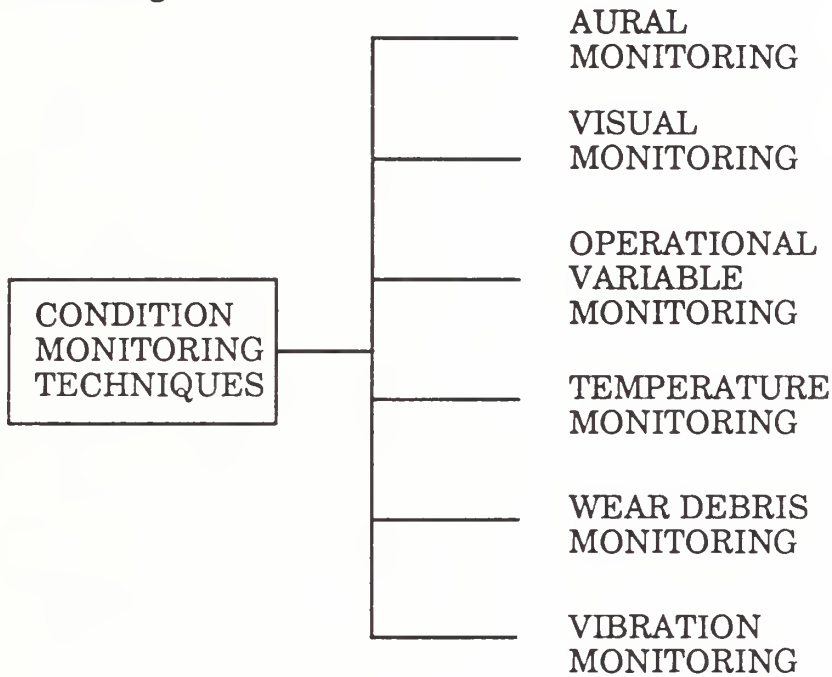 AURAL
MONITORING
VISUAL
MONITORING
OPERATIONAL
VARIABLE
MONITORING
CONDITION
MONITORING
TECHNIQUES
TEMPERATURE
MONITORING
WEAR DEBRIS
MONITORING
VIBRATION
MONITORING